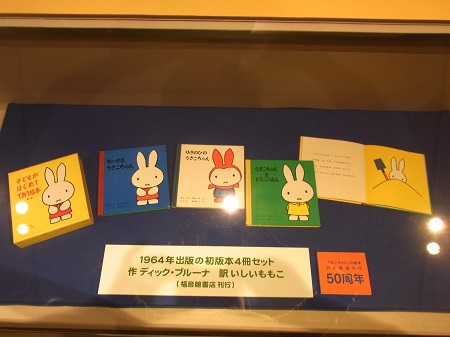 子どもが
はじめて
であう絵本
ちいさな
うさこちゃん
ゆきのひの
うさこちゃん
うさこちゃんと
どうぶつえん
1964年出版の初版本4冊セット
作 ディック・ブルーナ 訳 いしいももこ
〔福音館書店 刊行〕
50周年